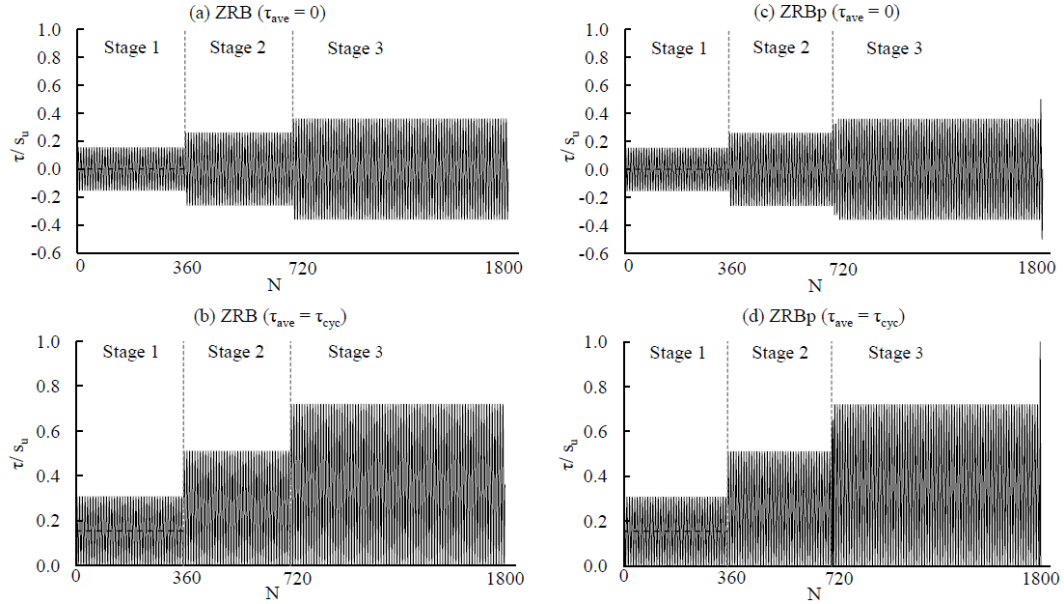 (a) ZRB (τave = 0)
1.0
0.8
0.6
0.4
0.2
0.0
-0.2
-0.4
-0.6
τ/ su
Stage 1 Stage 2 Stage 3
0 360 720 1800
N
(c) ZRBp (τave = 0)
1.0
0.8
0.6
0.4
0.2
0.0
-0.2
-0.4
-0.6
τ/ su
Stage 1 Stage 2 Stage 3
0 360 720 1800
N
(b) ZRB (τave = τcyc)
1.0
0.8
0.6
0.4
0.2
0.0
τ/ su
Stage 1 Stage 2 Stage 3
0 360 720 1800
N
(d) ZRBp (τave = τcyc)
1.0
0.8
0.6
0.4
0.2
0.0
τ/ su
Stage 1 Stage 2 Stage 3
0 360 720 1800
N